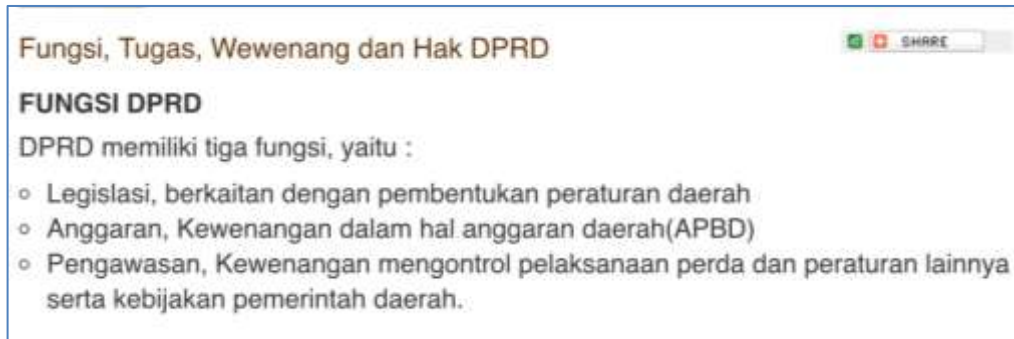 Fungsi, Tugas, Wewenang dan Hak DPRD
SHARE
FUNGSI DPRD
DPRD memiliki tiga fungsi, yaitu :
Legislasi, berkaitan dengan pembentukan peraturan daerah
Anggaran, Kewenangan dalam hal anggaran daerah(APBD)
Pengawasan, Kewenangan mengontrol pelaksanaan perda dan peraturan lainnya
serta kebijakan pemerintah daerah.